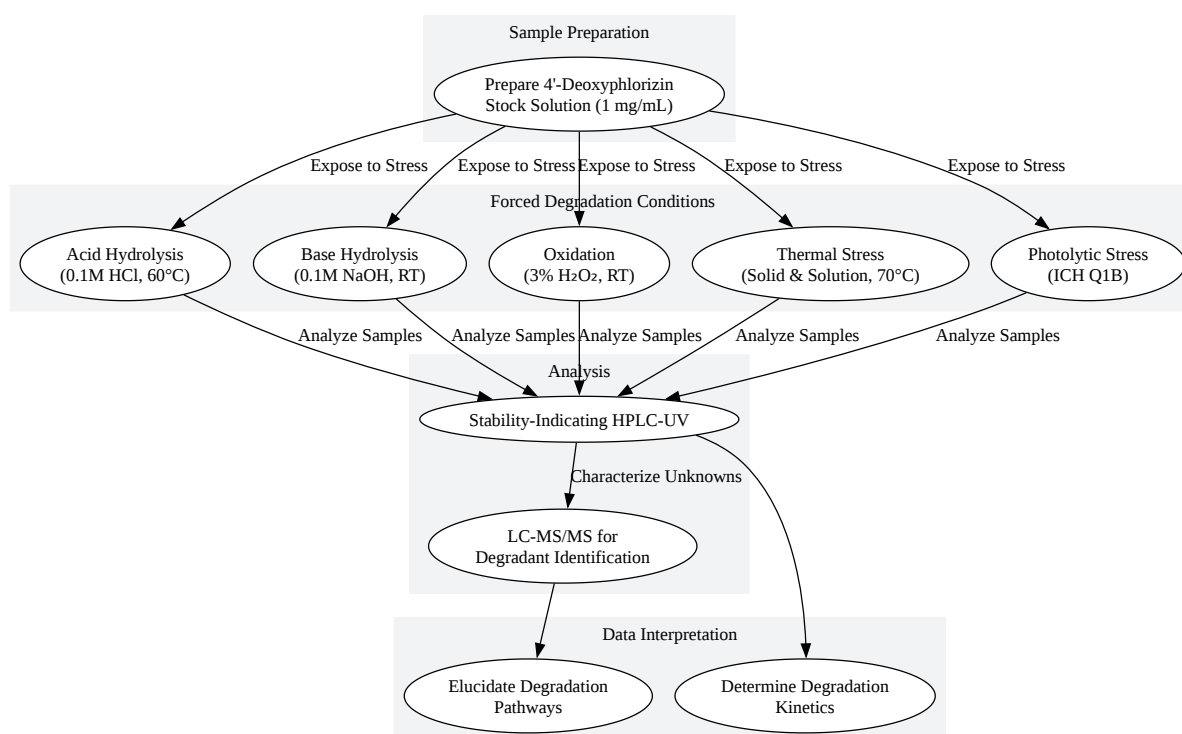 Sample Preparation
Prepare 4'-Deoxyphlorizin
Stock Solution (1 mg/mL)
Expose to Stress
Expose to Stress
Expose to Stress
Expose to Stress
Expose to Stress
Forced Degradation Conditions
Acid Hydrolysis
(0.1M HCl, 60°C)
Base Hydrolysis
(0.1M NaOH, RT)
Oxidation
(3% H₂O₂, RT)
Thermal Stress
(Solid & Solution, 70°C)
Photolytic Stress
(ICH Q1B)
Analyze Samples
Analyze Samples
Analyze Samples
Analyze Samples
Analyze Samples
Analysis
Stability-Indicating HPLC-UV
Characterize Unknowns
LC-MS/MS for
Degradant Identification
Data Interpretation
Elucidate Degradation
Pathways
Determine Degradation
Kinetics